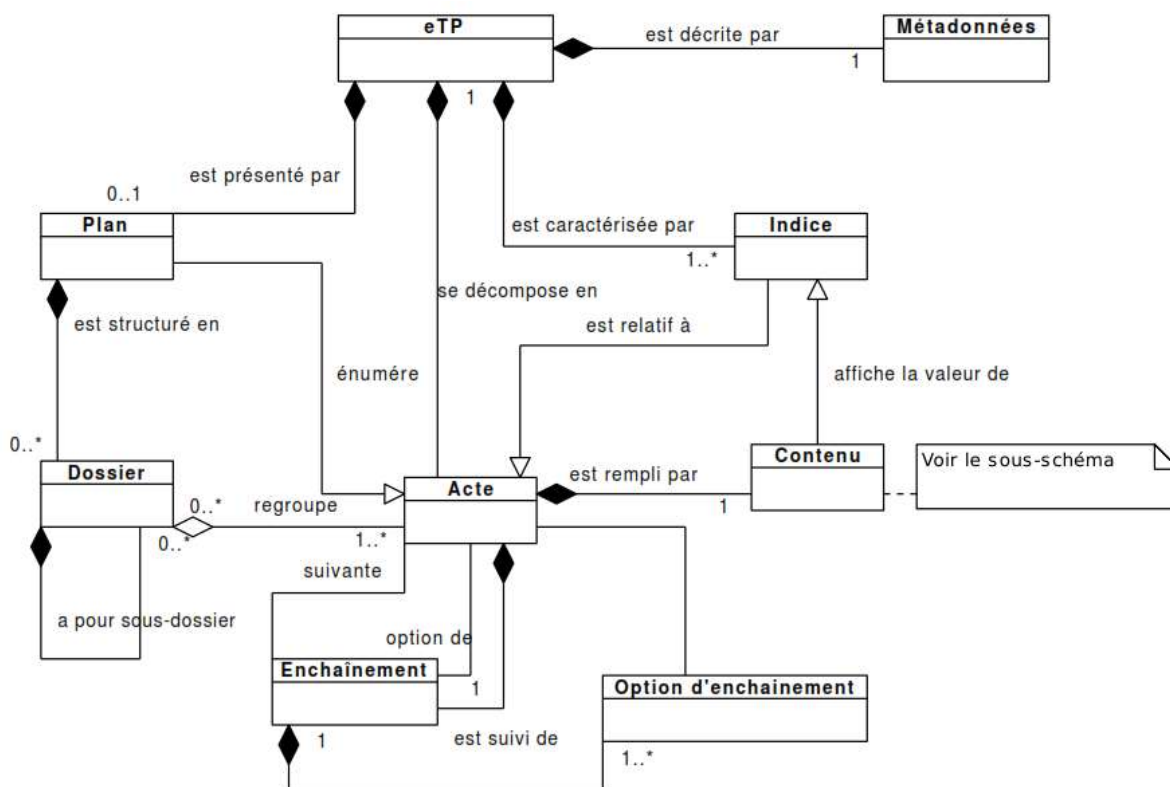 eTP
Métadonnées
est décrite par
1
1
est présenté par
0..1
Plan
est caractérisée par
Indice
1..*
se décompose en
est structuré en
est relatif à
énumére
affiche la valeur de
0..*
Dossier
Contenu
Voir le sous-schéma
est rempli par
Acte
0..*
regroupe
1
0..*
1..*
suivante
a pour sous-dossier
option de
Enchaînement
1
Option d'enchainement
1
est suivi de
1..*